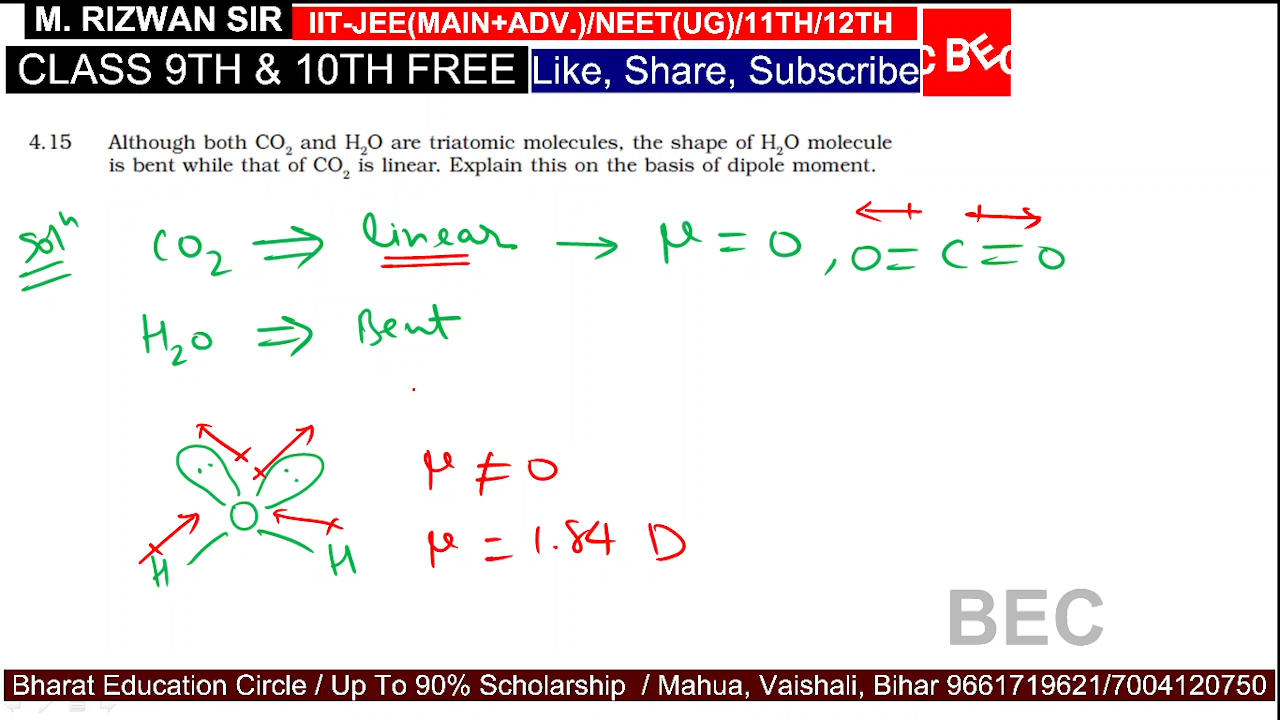 M. RIZWAN SIR
IIT-JEE(MAIN+ADV.)/NEET(UG)/11TH/12TH
CLASS 9TH & 10TH FREE
Like, Share, Subscribe
C BEC
4.15 Although both CO₂ and H₂O are triatomic molecules, the shape of H₂O molecule
is bent while that of CO₂ is linear. Explain this on the basis of dipole moment.
Solⁿ CO₂ ⇒ linear → μ = 0, O = C = O
H₂O ⇒ Bent
μ ≠ 0
O
μ = 1.84 D
H H
BEC
Bharat Education Circle / Up To 90% Scholarship / Mahua, Vaishali, Bihar 9661719621/7004120750